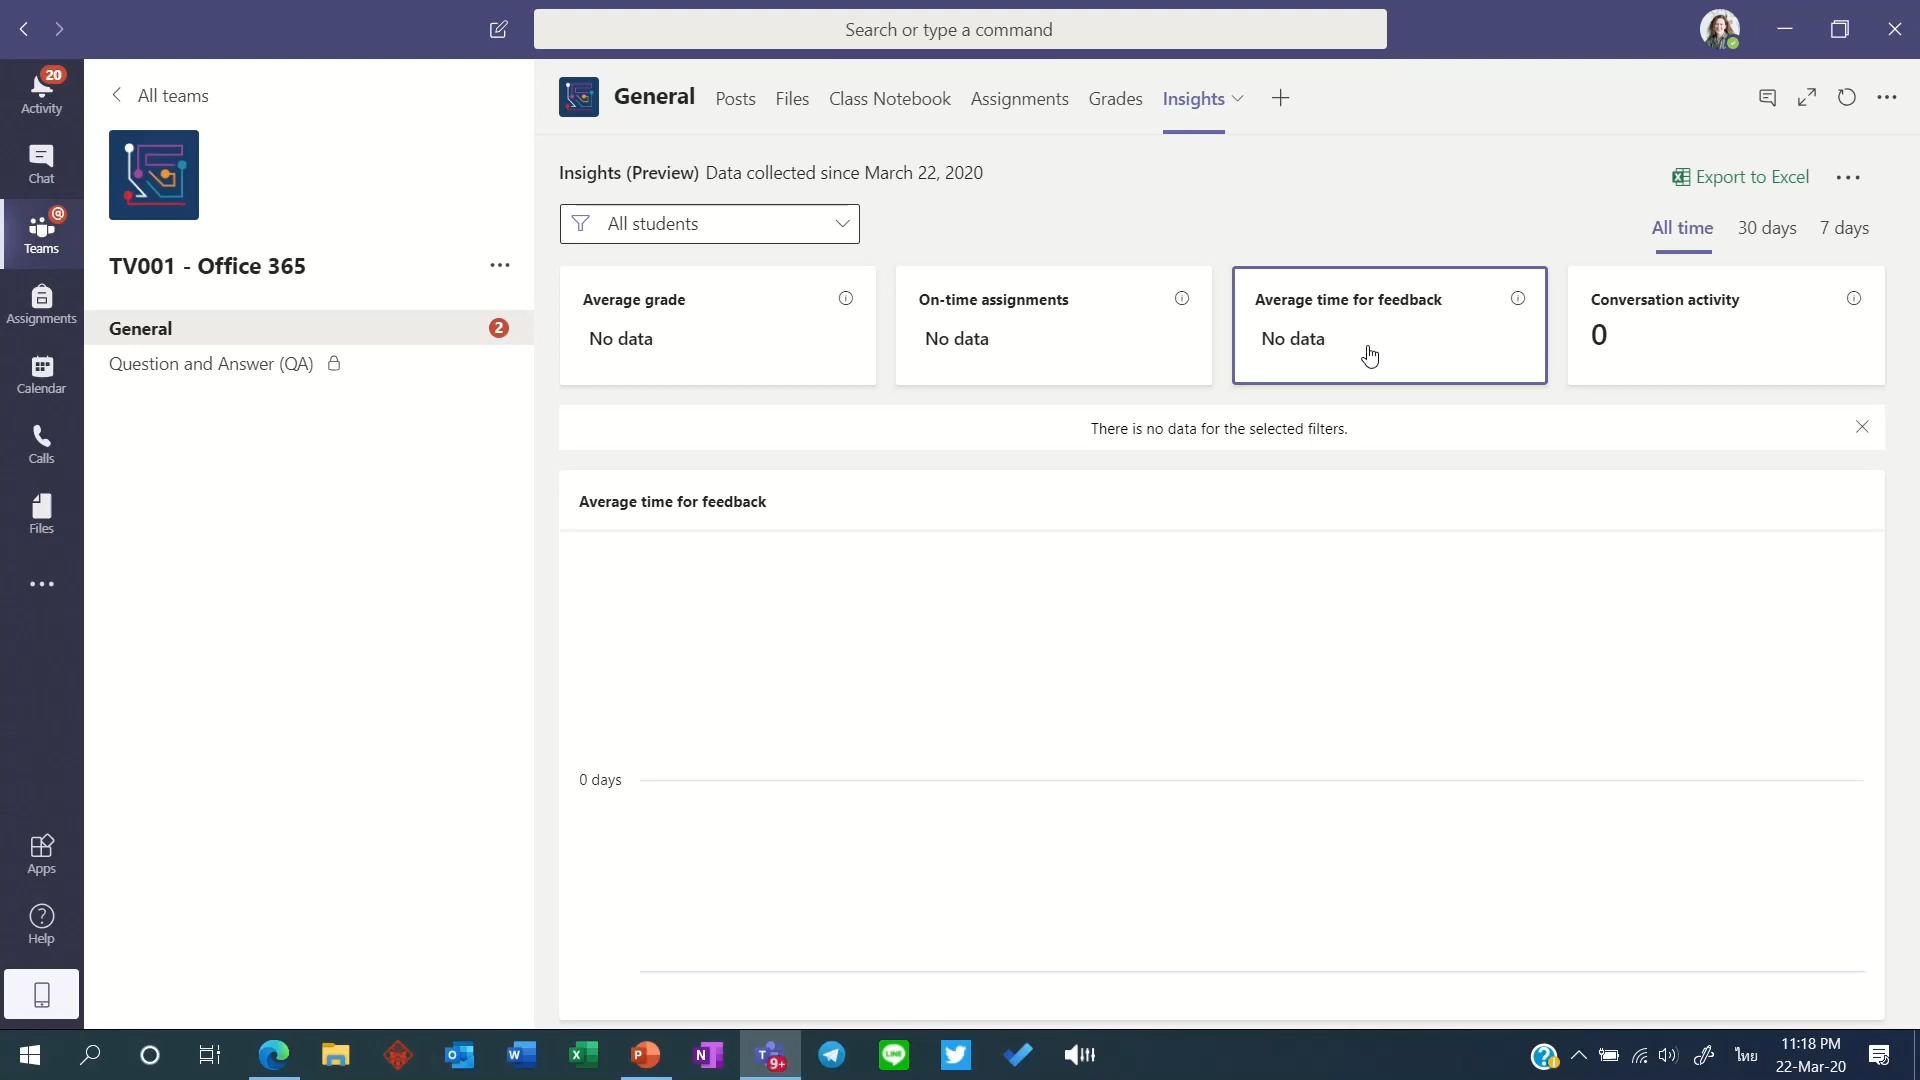 Search or type a command
20
Activity
Chat
@
Teams
Assignments
Calendar
Calls
Files
Apps
Help
All teams
TV001 - Office 365
General 2
Question and Answer (QA)
General Posts Files Class Notebook Assignments Grades Insights
Insights (Preview) Data collected since March 22, 2020
Export to Excel
All students
All time 30 days 7 days
Average grade
No data
On-time assignments
No data
Average time for feedback
No data
Conversation activity
0
There is no data for the selected filters.
Average time for feedback
0 days
9+
ไทย
11:18 PM
22-Mar-20